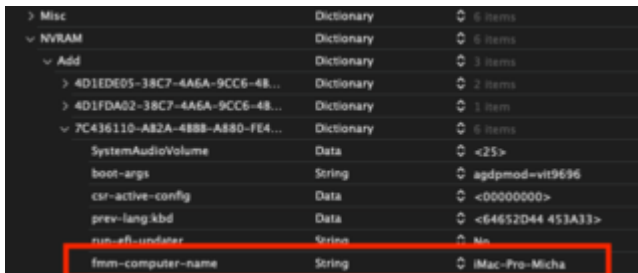 Misc Dictionary 6 items
NVRAM Dictionary 6 items
Add Dictionary 3 items
4D1EDE05-38C7-4A6A-9CC6-4B... Dictionary 2 items
4D1FDA02-38C7-4A6A-9CC6-4B... Dictionary 1 item
7C436110-AB2A-4BBB-A880-FE4... Dictionary 6 items
SystemAudioVolume Data <25>
boot-args String agdpmod=vit9696
csr-active-config Data <00000000>
prev-lang:kbd Data <64652D44 453A33>
run-efi-updater String No
fmm-computer-name String iMac-Pro-Micha